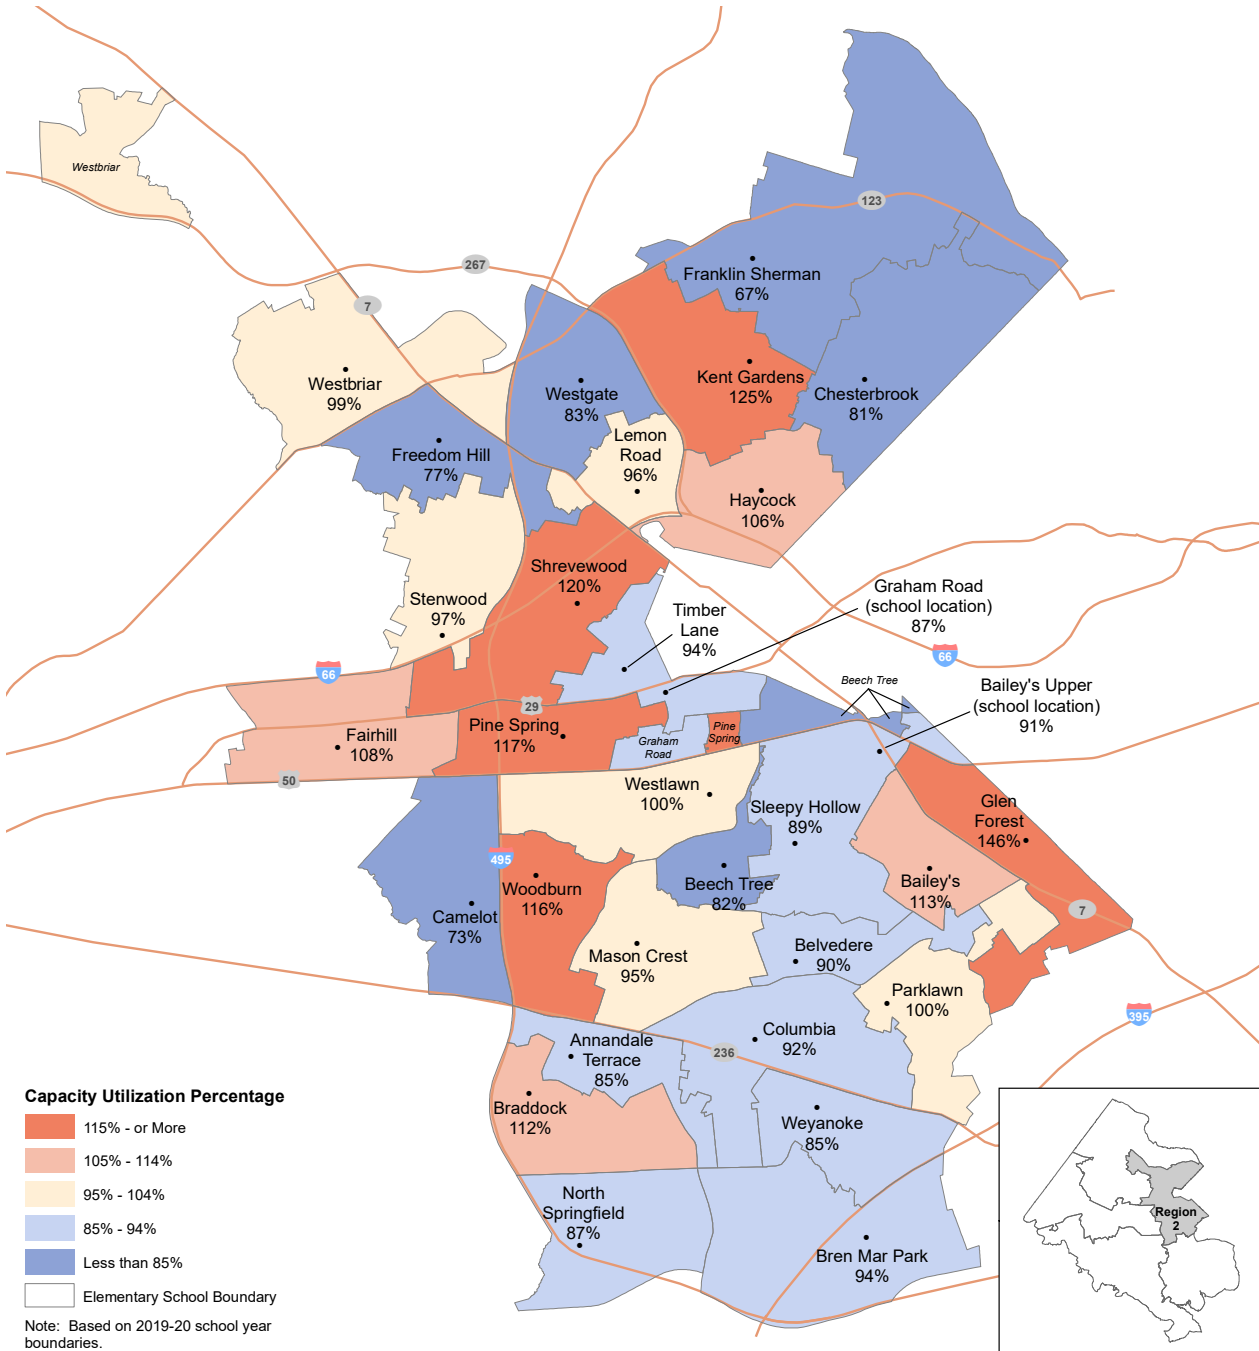 Westbriar
123
267
Franklin Sherman
67%
7
Kent Gardens
125%
Westbriar
99%
Westgate
83%
Chesterbrook
81%
Lemon
Road
96%
Freedom Hill
77%
Haycock
106%
Shrevewood
120%
Graham Road
(school location)
87%
Stenwood
97%
Timber
Lane
94%
66
66
Beech Tree
Bailey's Upper
(school location)
91%
29
Pine Spring
117%
Fairhill
108%
Graham
Road
Pine
Spring
50
Westlawn
100%
Sleepy Hollow
89%
Glen
Forest
146%
495
Woodburn
116%
Beech Tree
82%
Bailey's
113%
7
Camelot
73%
Mason Crest
95%
Belvedere
90%
Parklawn
100%
395
Columbia
92%
Annandale
Terrace
85%
236
Braddock
112%
Weyanoke
85%
North
Springfield
87%
Bren Mar Park
94%
Capacity Utilization Percentage
115% - or More
105% - 114%
95% - 104%
85% - 94%
Less than 85%
Elementary School Boundary
Note:  Based on 2019-20 school year
boundaries.
Region
2